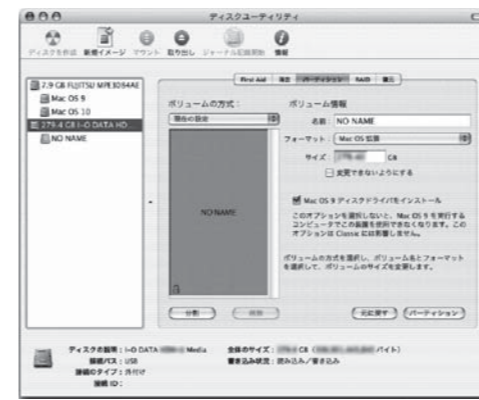 ディスクユーティリティ
ディスクを作成 新規イメージ マウント 取り出し ジャーナル記録開始 情報
7.9 GB FUJITSU MPE3084AE
Mac OS 9
Mac OS 10
279.4 GB I-O DATA HD
NO NAME
First Aid 消去 パーティション RAID 復元
ボリュームの方式：
現在の設定
NO NAME
分割 削除
ボリューム情報
名前： NO NAME
フォーマット： Mac OS 拡張
サイズ： GB
変更できないようにする
Mac OS 9 ディスクドライバをインストール
このオプションを選択しないと、Mac OS 9 を実行する
コンピュータでこの装置を使用できなくなります。この
オプションは Classic には影響しません。
ボリュームの方式を選択し、ボリューム名とフォーマット
を選択して、ボリュームのサイズを変更します。
元に戻す パーティション
ディスクの説明：I-O DATA Media
接続バス：USB
接続のタイプ：外付け
接続 ID：
全体のサイズ： GB ( バイト)
書き込み状況：読み込み／書き込み